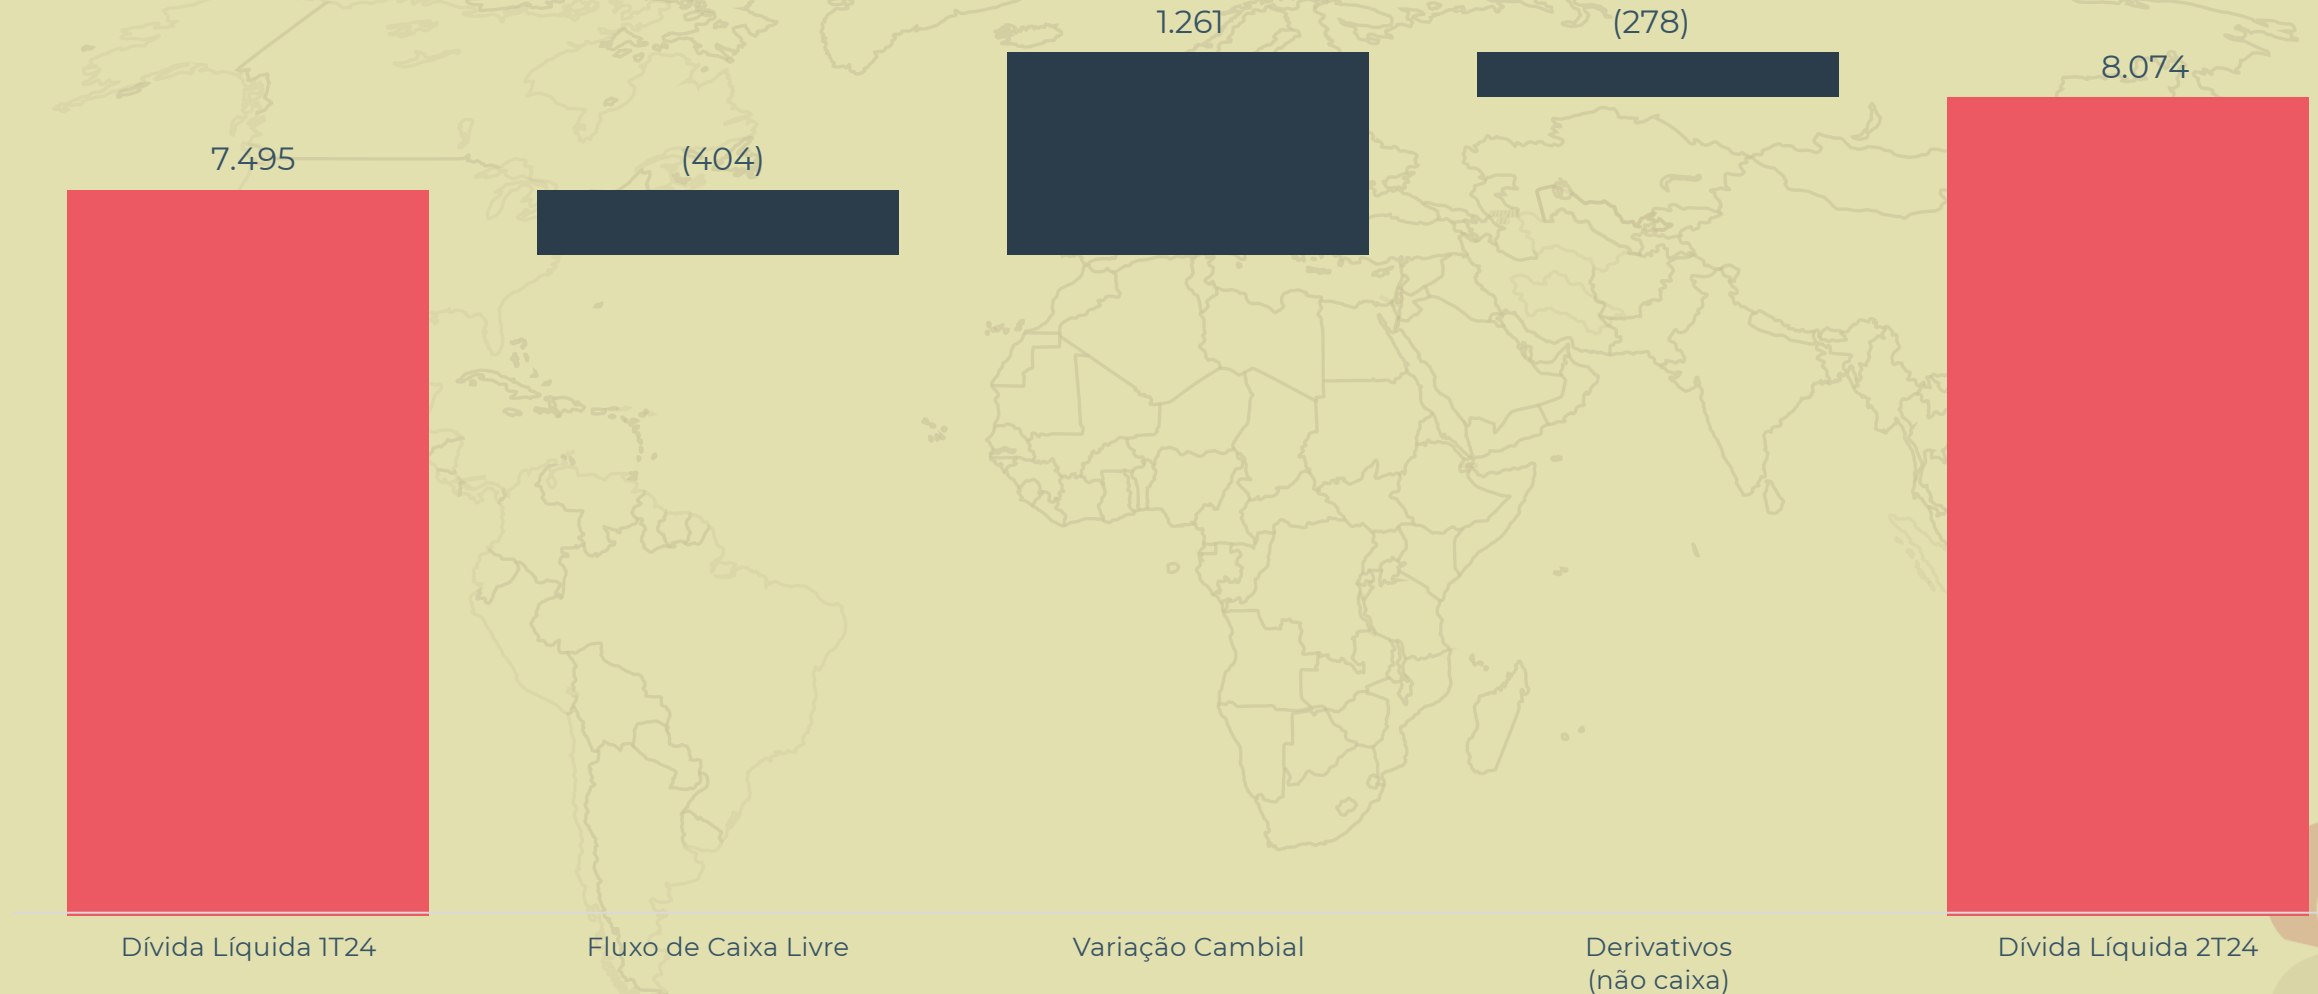 1.261
(278)
8.074
7.495
(404)
Dívida Líquida 1T24
Fluxo de Caixa Livre
Variação Cambial
Derivativos
(não caixa)
Dívida Líquida 2T24